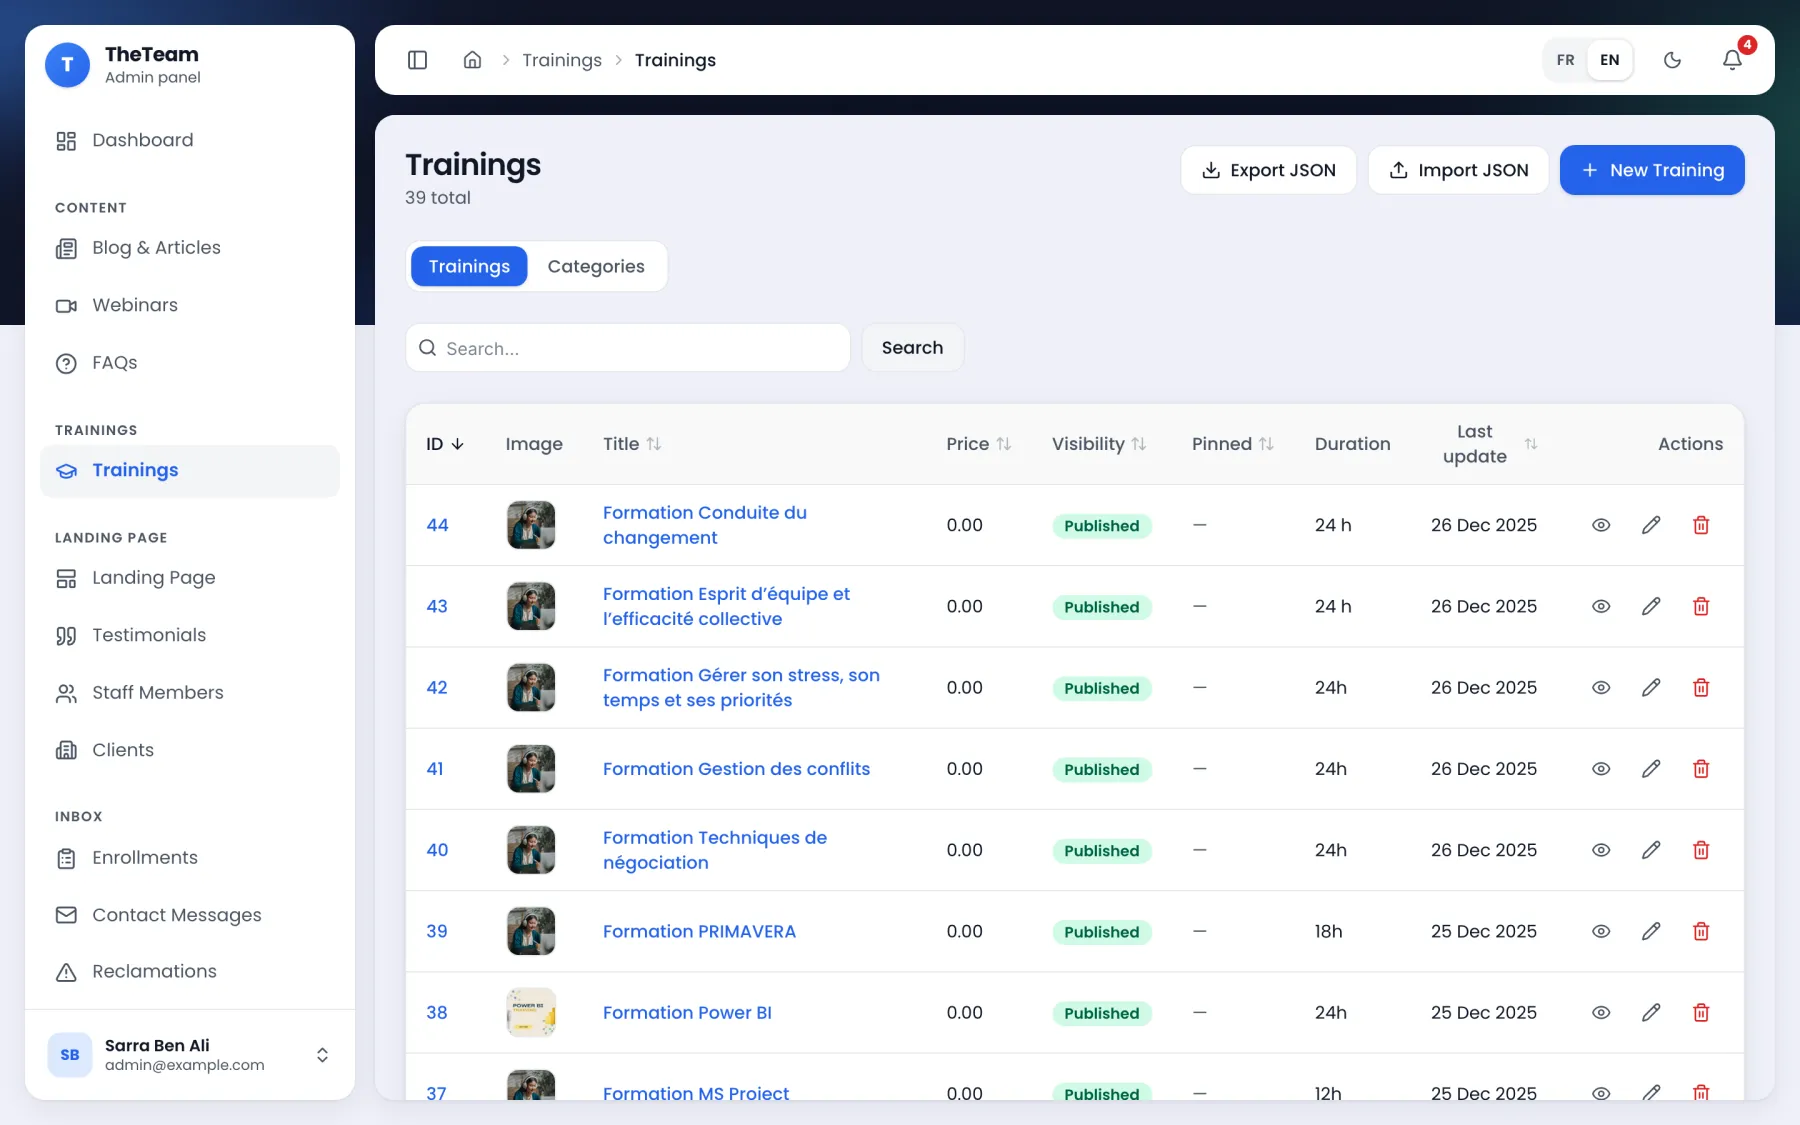 T
TheTeam
Admin panel
Dashboard
CONTENT
Blog & Articles
Webinars
FAQs
TRAININGS
Trainings
LANDING PAGE
Landing Page
Testimonials
Staff Members
Clients
INBOX
Enrollments
Contact Messages
Reclamations
SB
Sarra Ben Ali
admin@example.com
Trainings
Trainings
FR
EN
4
Trainings
39 total
Export JSON
Import JSON
New Training
Trainings
Categories
Search...
Search
ID
Image
Title
Price
Visibility
Pinned
Duration
Last
update
Actions
44
Formation Conduite du
changement
0.00
Published
—
24 h
26 Dec 2025
43
Formation Esprit d’équipe et
l’efficacité collective
0.00
Published
—
24 h
26 Dec 2025
42
Formation Gérer son stress, son
temps et ses priorités
0.00
Published
—
24h
26 Dec 2025
41
Formation Gestion des conflits
0.00
Published
—
24h
26 Dec 2025
40
Formation Techniques de
négociation
0.00
Published
—
24h
26 Dec 2025
39
Formation PRIMAVERA
0.00
Published
—
18h
25 Dec 2025
38
POWER BI
Formation Power BI
0.00
Published
—
24h
25 Dec 2025
37
Formation MS Project
0.00
Published
—
12h
25 Dec 2025